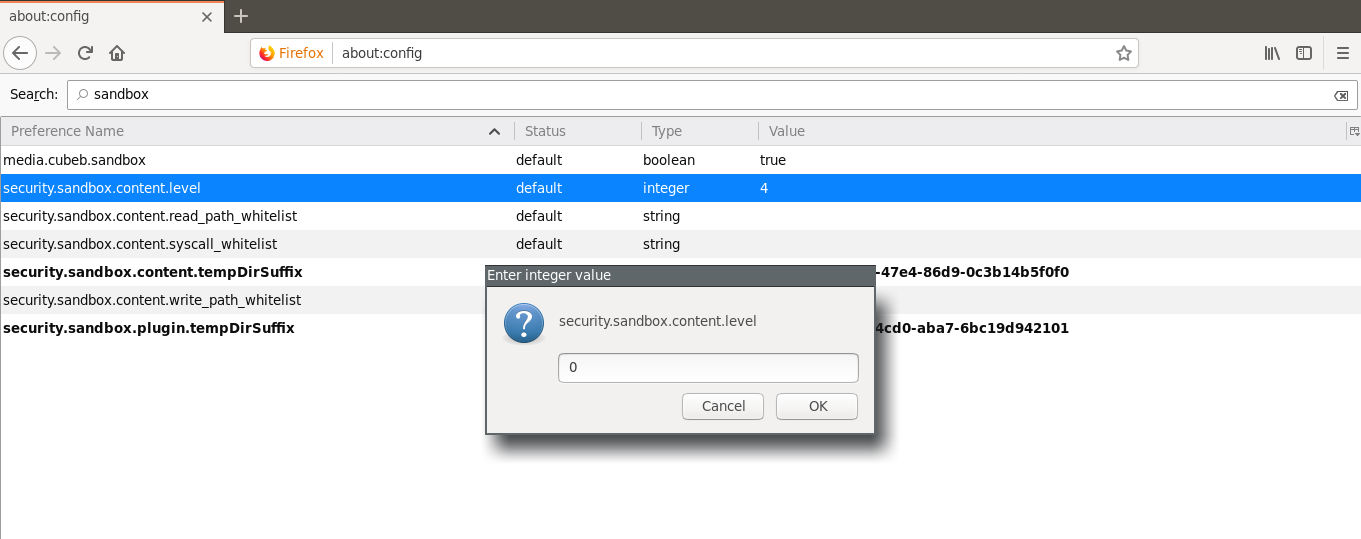 about:config
Firefox about:config
Search: sandbox
Preference Name Status Type Value
media.cubeb.sandbox default boolean true
security.sandbox.content.level default integer 4
security.sandbox.content.read_path_whitelist default string
security.sandbox.content.syscall_whitelist default string
security.sandbox.content.tempDirSuffix -47e4-86d9-0c3b14b5f0f0
security.sandbox.content.write_path_whitelist
security.sandbox.plugin.tempDirSuffix 4cd0-aba7-6bc19d942101
Enter integer value
security.sandbox.content.level
0
Cancel OK